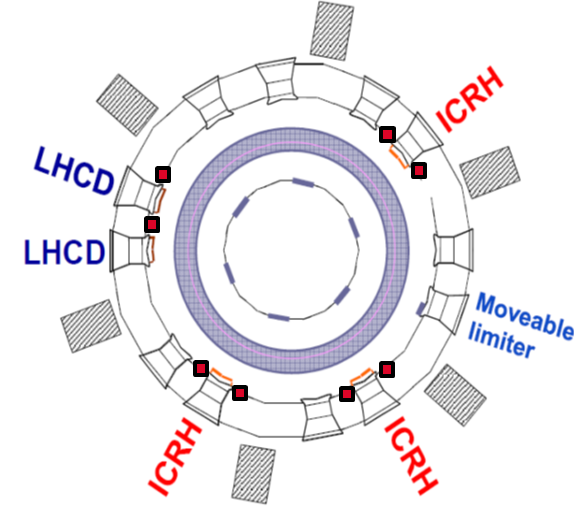 ICRH
LHCD
LHCD
Moveable
limiter
ICRH
ICRH